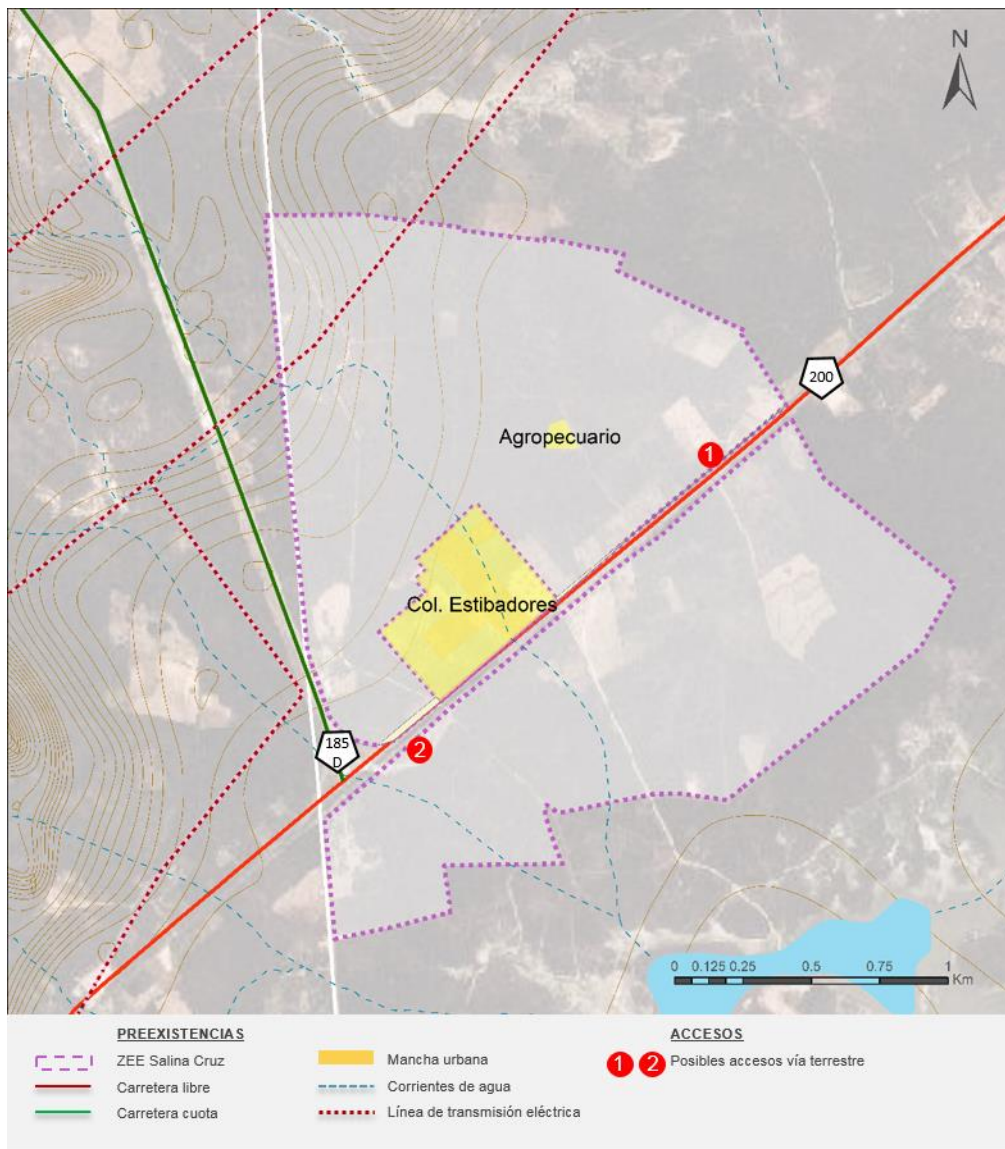 N
200
Agropecuario
1
Col. Estibadores
185
D
2
0 0.125 0.25 0.5 0.75 1
Km
PREEXISTENCIAS
ZEE Salina Cruz
Carretera libre
Carretera cuota
Mancha urbana
Corrientes de agua
Línea de transmisión eléctrica
ACCESOS
1 2 Posibles accesos vía terrestre